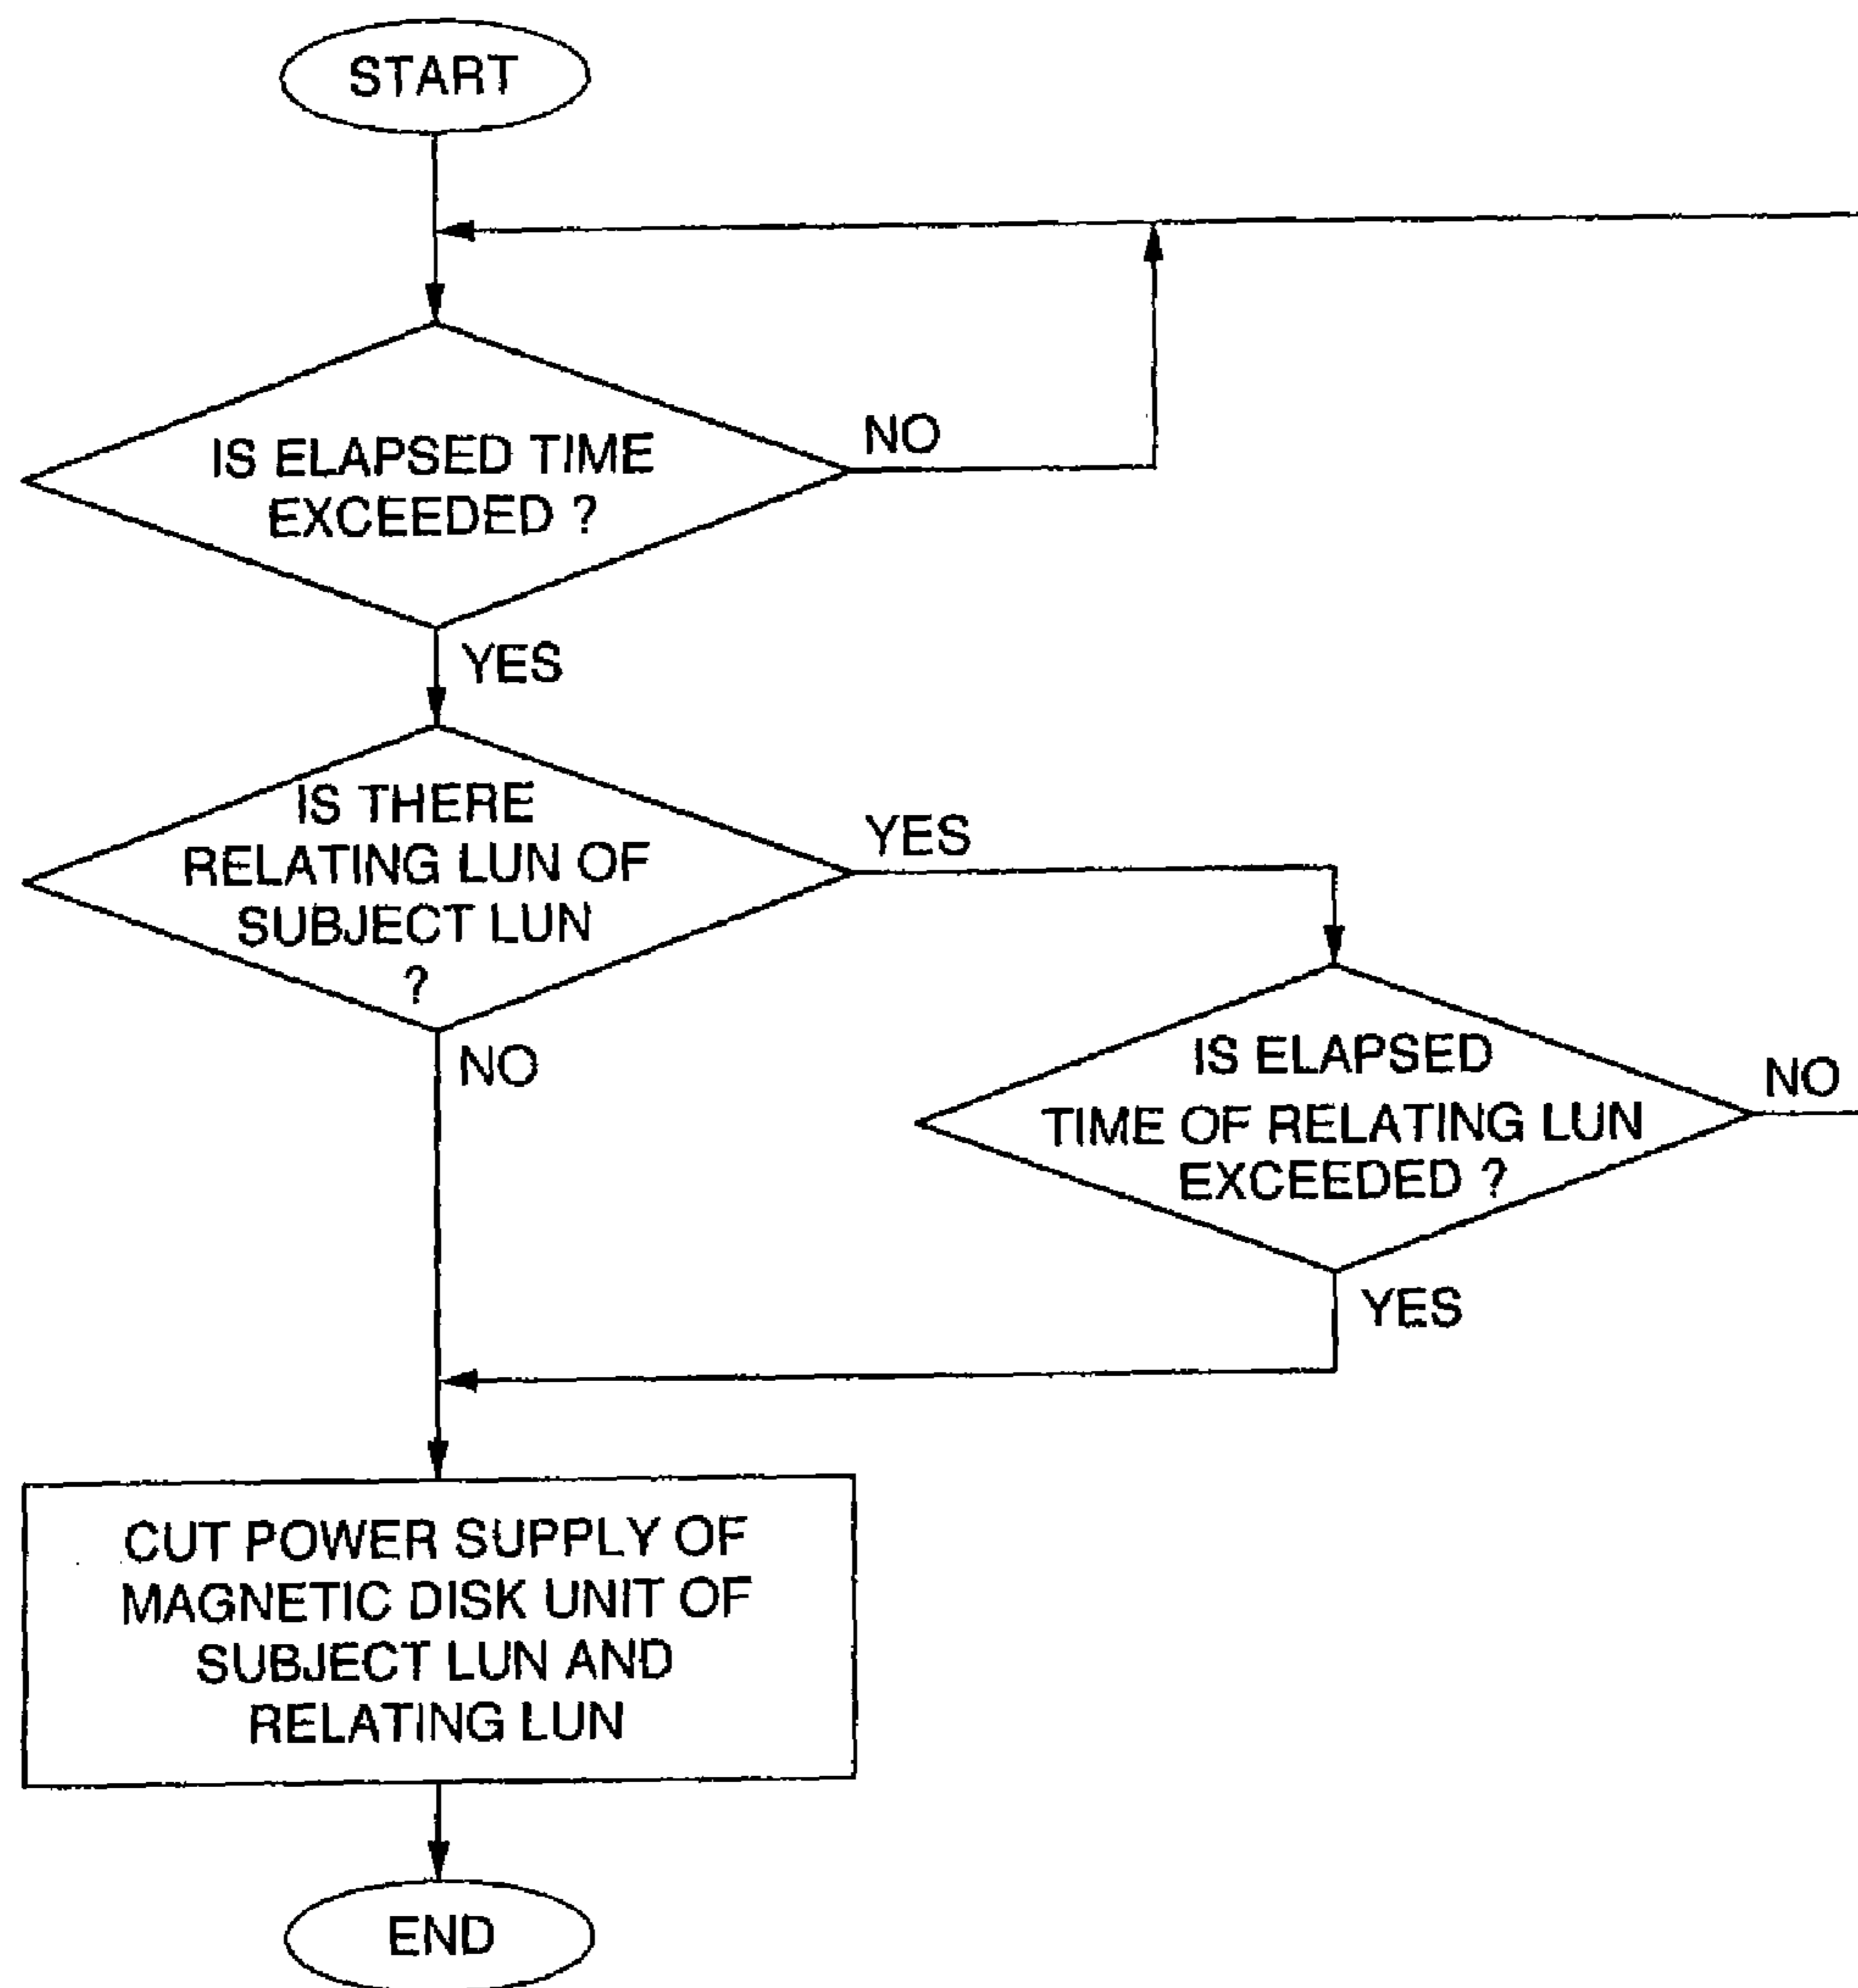 START
IS ELAPSED TIME
EXCEEDED ?
NO
YES
IS THERE
RELATING LUN OF
SUBJECT LUN
?
YES
NO
IS ELAPSED
TIME OF RELATING LUN
EXCEEDED ?
NO
YES
CUT POWER SUPPLY OF
MAGNETIC DISK UNIT OF
SUBJECT LUN AND
RELATING LUN
END